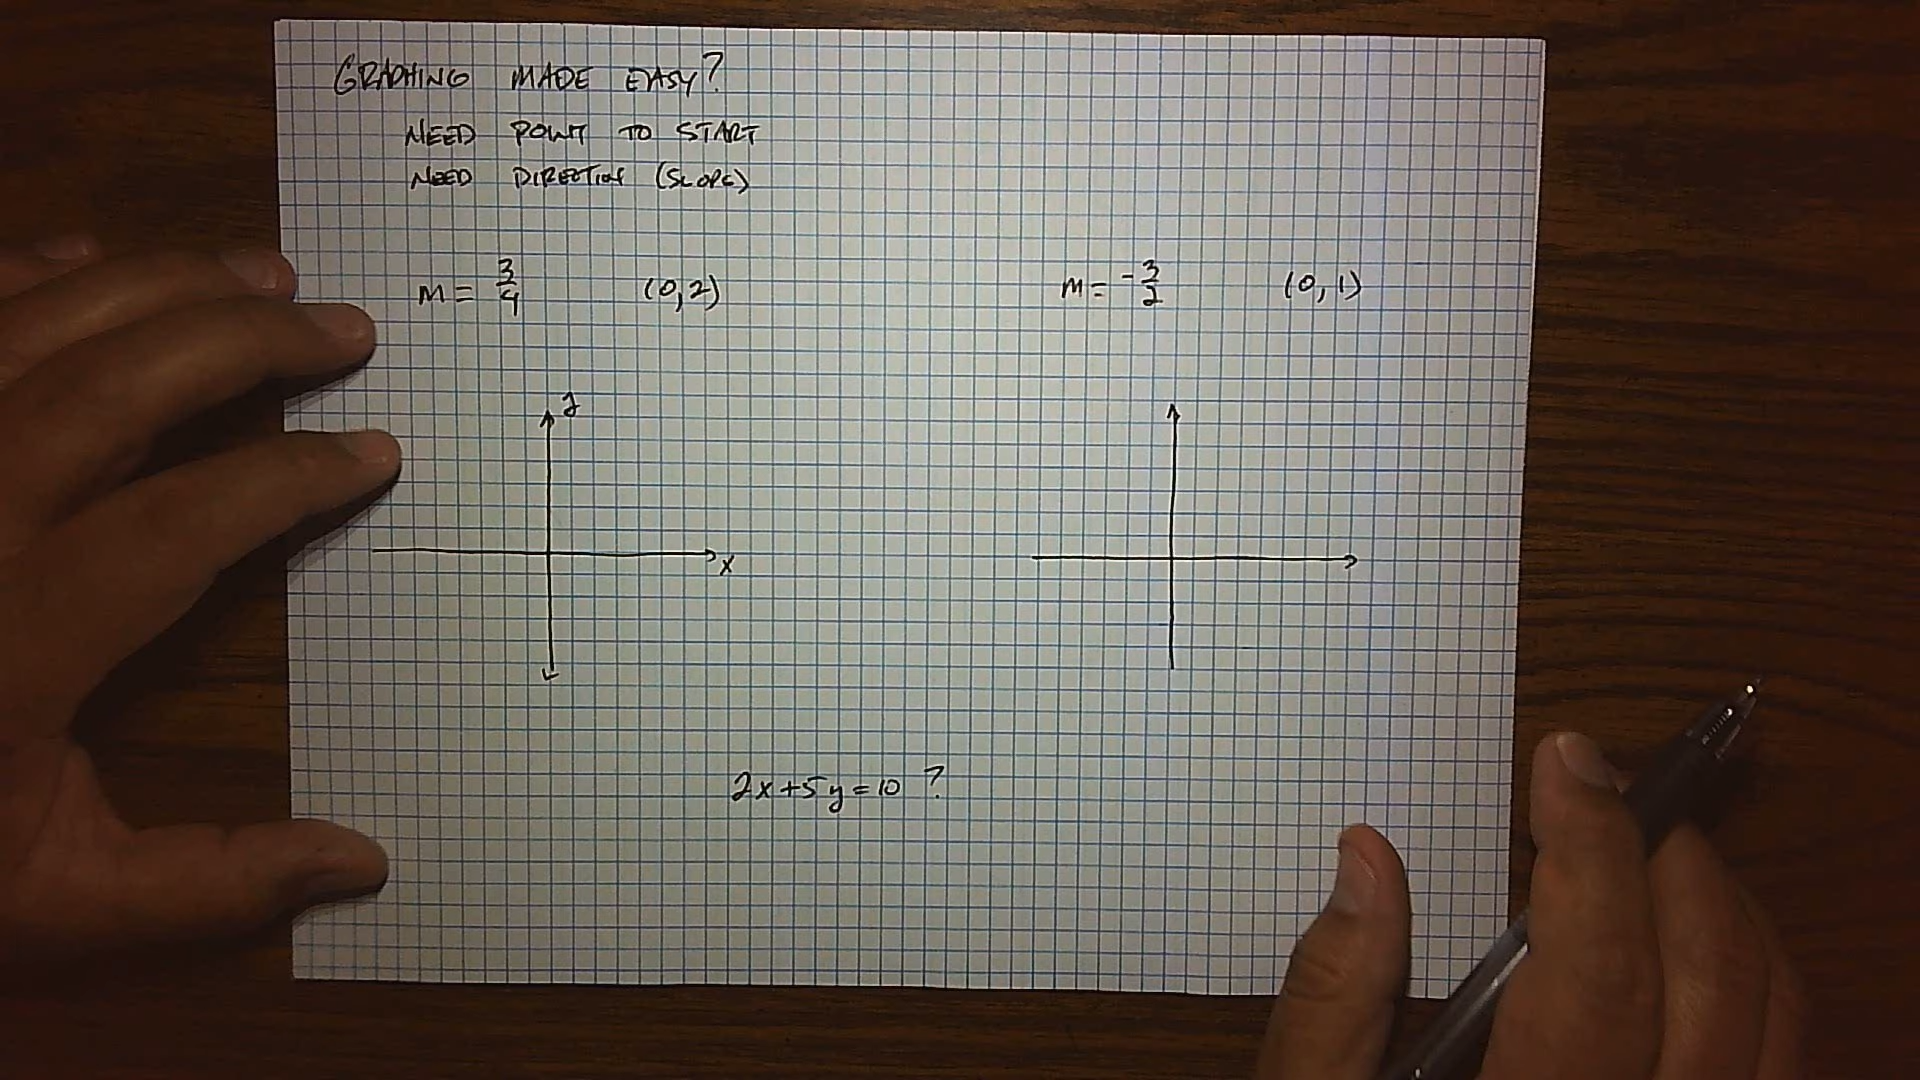 GRAPHING MADE EASY?
NEED POINT TO START
NEED DIRECTION (SLOPE)
m = 3/4 (0,2)
m = -3/2 (0,1)
y
x
2x+5y=10 ?